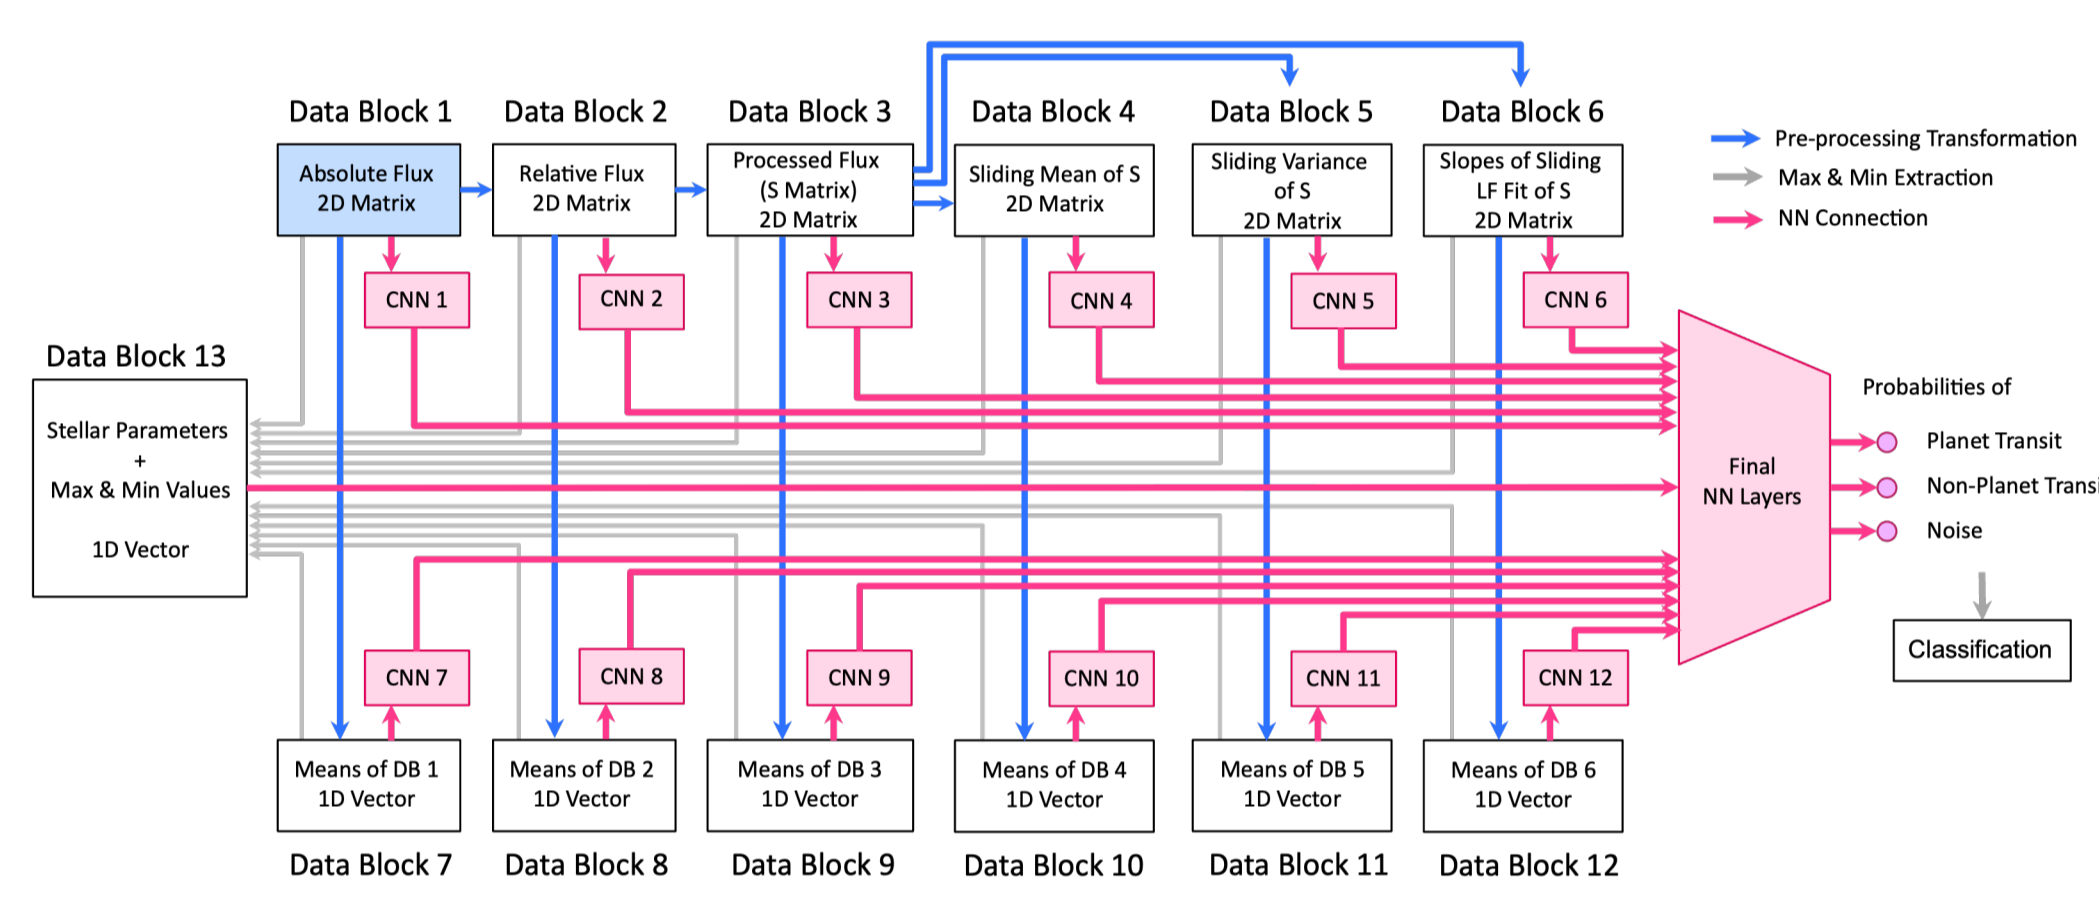 Data Block 1
Data Block 2
Data Block 3
Data Block 4
Data Block 5
Data Block 6
Absolute Flux
2D Matrix
Relative Flux
2D Matrix
Processed Flux
(S Matrix)
2D Matrix
Sliding Mean of S
2D Matrix
Sliding Variance
of S
2D Matrix
Slopes of Sliding
LF Fit of S
2D Matrix
Pre-processing Transformation
Max & Min Extraction
NN Connection
CNN 1
CNN 2
CNN 3
CNN 4
CNN 5
CNN 6
Data Block 13
Stellar Parameters
+
Max & Min Values
1D Vector
Final
NN Layers
Probabilities of
Planet Transit
Non-Planet Transi
Noise
Classification
CNN 7
CNN 8
CNN 9
CNN 10
CNN 11
CNN 12
Means of DB 1
1D Vector
Means of DB 2
1D Vector
Means of DB 3
1D Vector
Means of DB 4
1D Vector
Means of DB 5
1D Vector
Means of DB 6
1D Vector
Data Block 7
Data Block 8
Data Block 9
Data Block 10
Data Block 11
Data Block 12